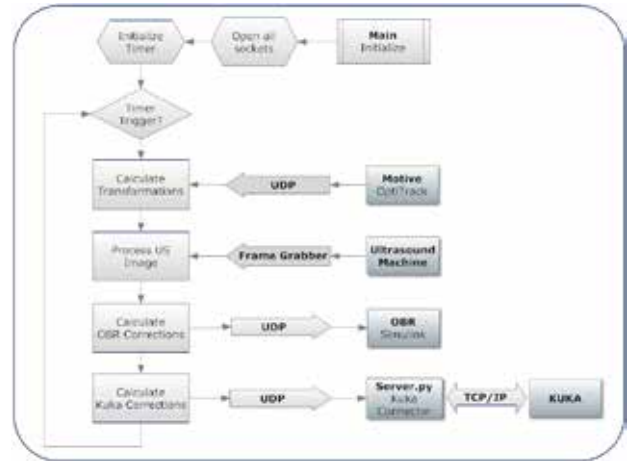 Initialize
Timer
Open all
sockets
Main
Initialize
Timer
Trigger?
Calculate
Transformations
UDP
Motive
OptiTrack
Process US
Image
Frame Grabber
Ultrasound
Machine
Calculate
OBR Corrections
UDP
OBR
Simulink
Calculate
Kuka Corrections
UDP
Server.py
Kuka
Connector
TCP/IP
KUKA